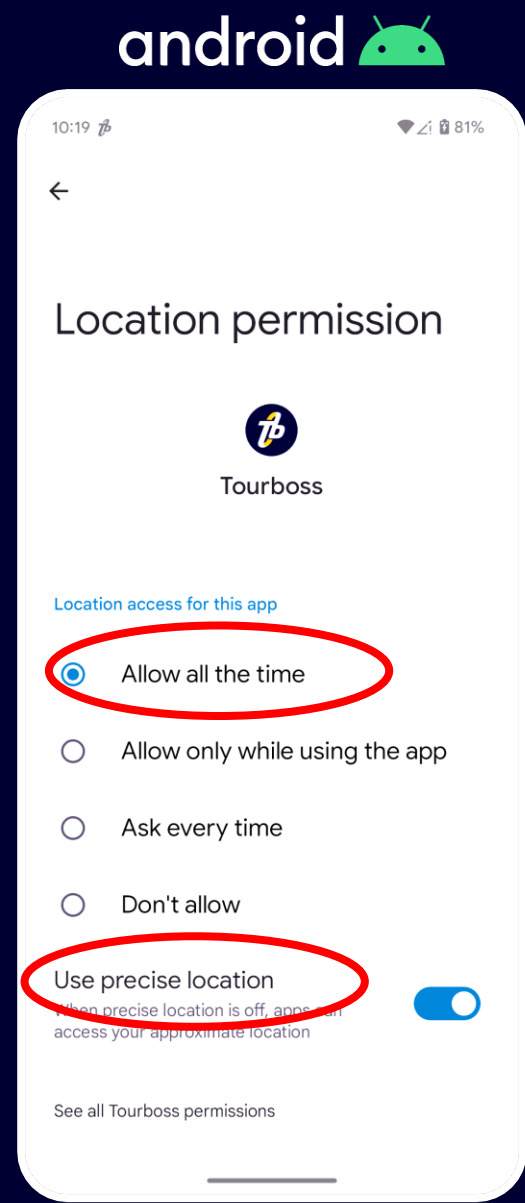 android
10:19
81%
Location permission
Tourboss
Location access for this app
Allow all the time
Allow only while using the app
Ask every time
Don't allow
Use precise location
When precise location is off, apps can
access your approximate location
See all Tourboss permissions